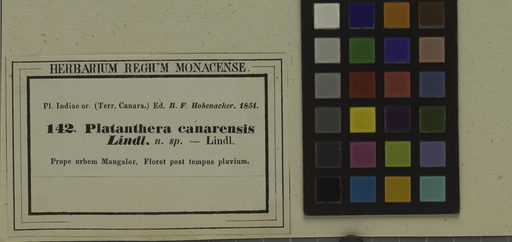 HERBARIUM REGIUM MONACENSE.
Pl. Indiae or. (Terr. Canara.) Ed. R. F. Hohenacker. 1851.
142. Platanthera canarensis
Lindl. n. sp. — Lindl.
Prope urbem Mangalor. Floret post tempus pluvium.